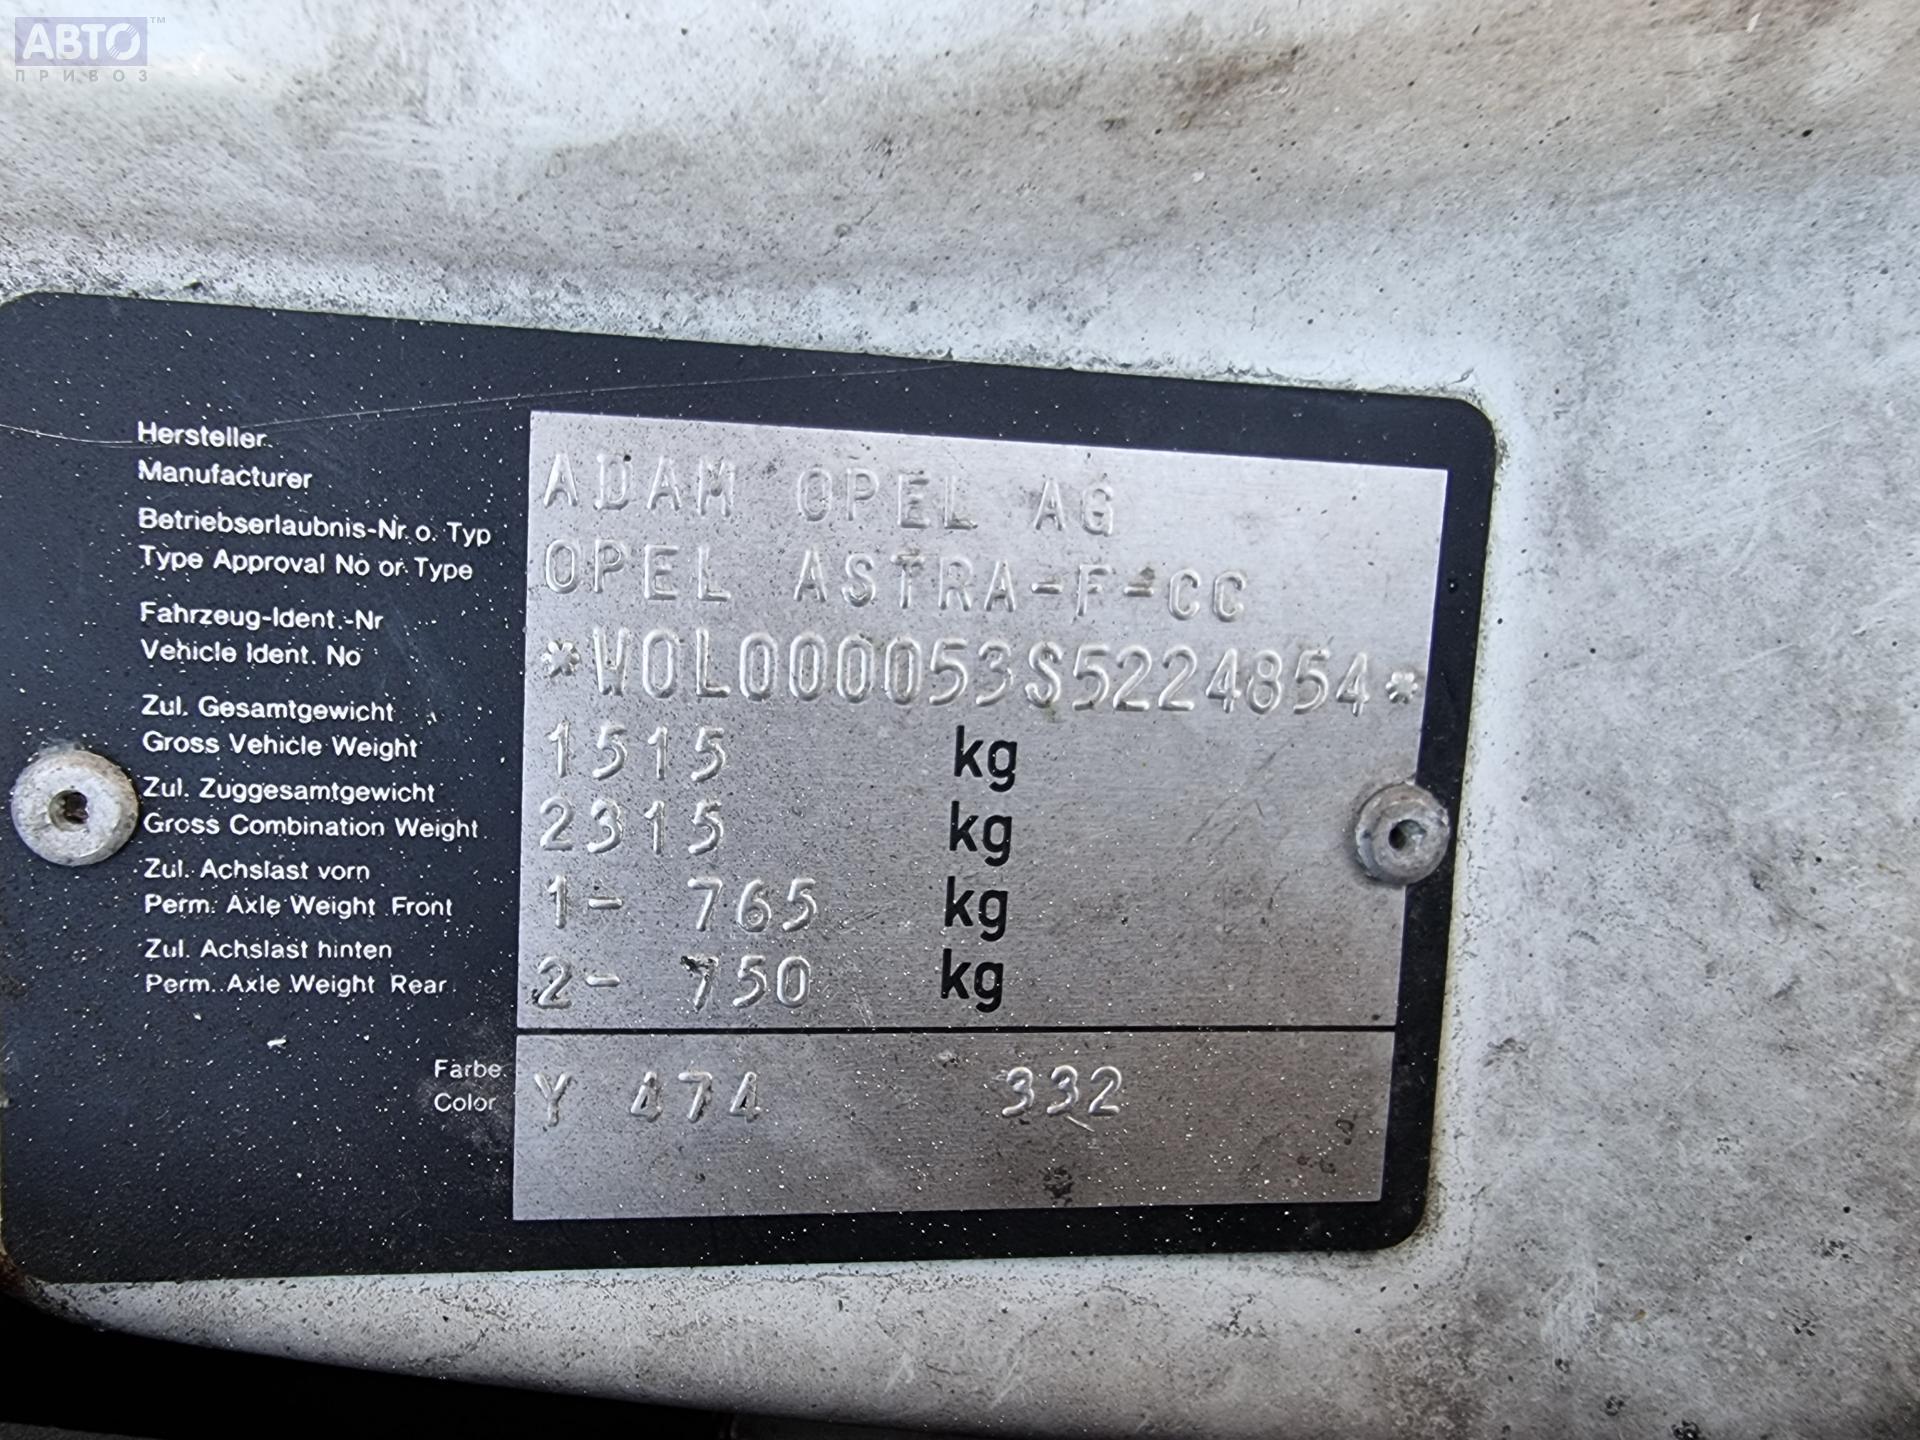 АВТО™
ПРИВОЗ
Hersteller
Manufacturer
ADAM OPEL AG
Betriebserlaubnis-Nr. o. Typ
Type Approval No or Type
OPEL ASTRA-F-CC
Fahrzeug-Ident.-Nr
Vehicle Ident. No
*W0L000053S5224854*
Zul. Gesamtgewicht
Gross Vehicle Weight
1515 kg
Zul. Zuggesamtgewicht
Gross Combination Weight
2315 kg
Zul. Achslast vorn
Perm. Axle Weight Front
1- 765 kg
Zul. Achslast hinten
Perm. Axle Weight Rear
2- 750 kg
Farbe
Color
Y 474 332